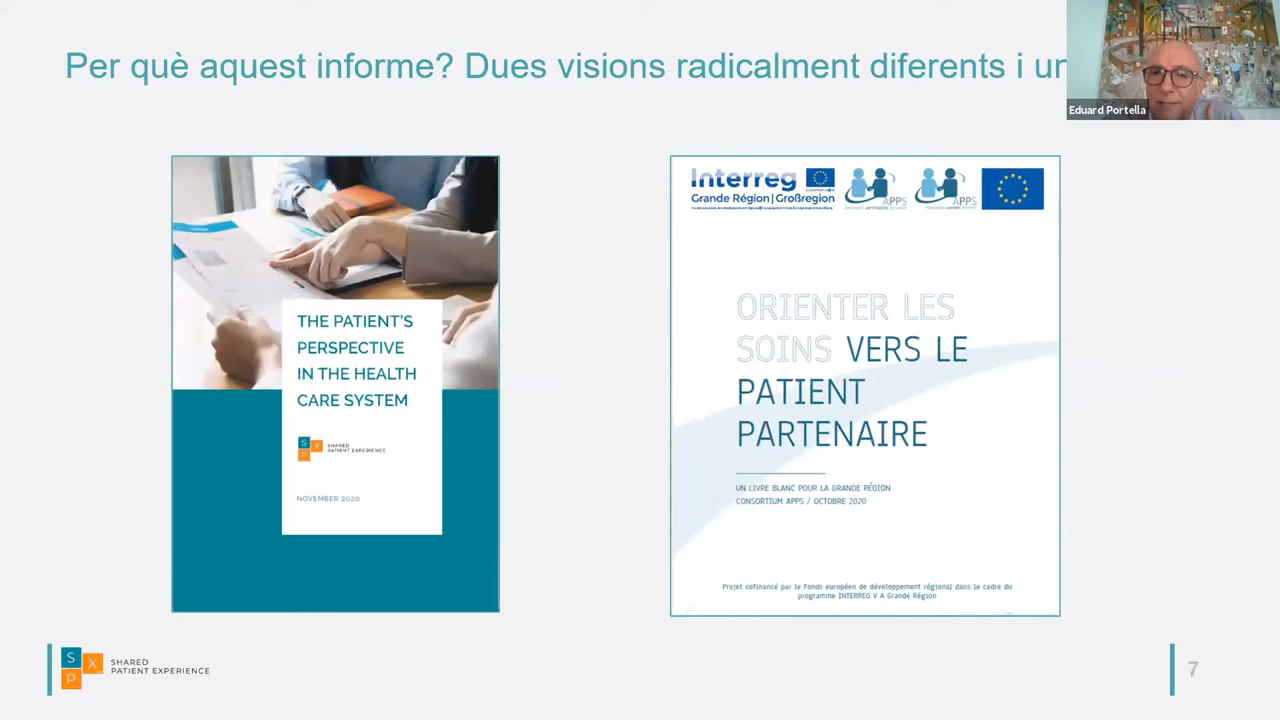 Per què aquest informe? Dues visions radicalment diferents i un
Eduard Portella
THE PATIENT'S
PERSPECTIVE
IN THE HEALTH
CARE SYSTEM
S X P
SHARED
PATIENT EXPERIENCE
NOVEMBER 2020
Interreg
Grande Région | Großregion
APPS
APPS
ORIENTER LES
SOINS VERS LE
PATIENT
PARTENAIRE
UN LIVRE BLANC POUR LA GRANDE RÉGION
CONSORTIUM APPS / OCTOBRE 2020
Projet cofinancé par le Fonds européen de développement régional dans le cadre du
programme INTERREG V A Grande Région
S X P
SHARED
PATIENT EXPERIENCE
7